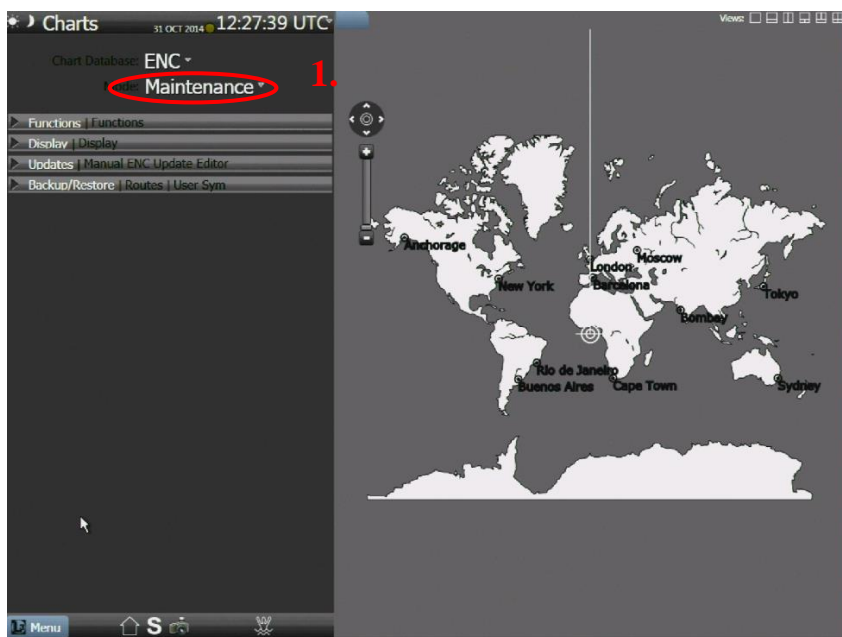 Charts 31 OCT 2014 12:27:39 UTC
Views:
Chart Database: ENC
Mode: Maintenance
1.
Functions | Functions
Display | Display
Updates | Manual ENC Update Editor
Backup/Restore | Routes | User Sym
Anchorage
Moscow
London
New York
Barcelona
Tokyo
Bombay
Rio de Janeiro
Buenos Aires
Cape Town
Sydney
Menu
S